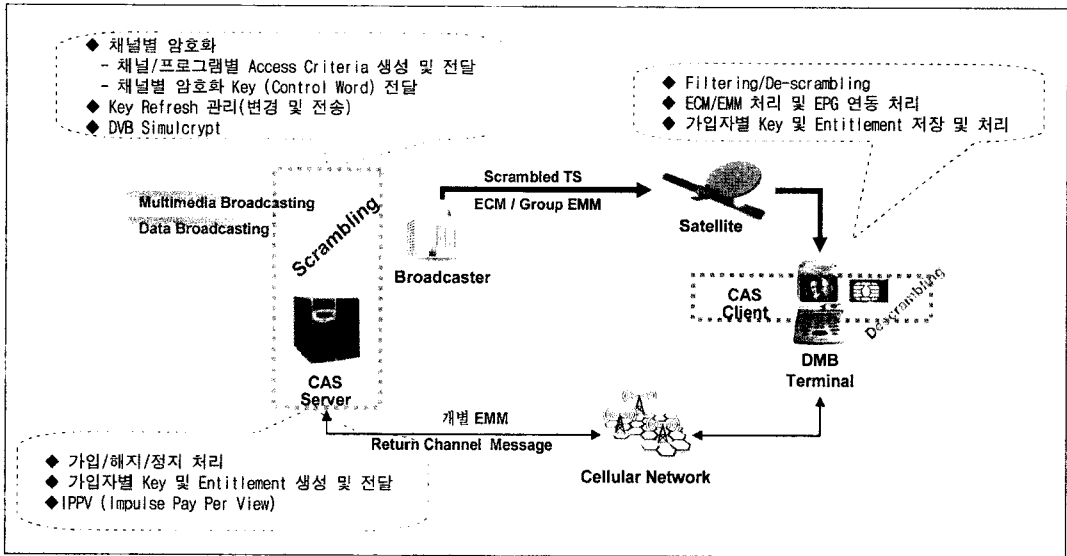 ◆ 채널별 암호화
- 채널/프로그램별 Access Criteria 생성 및 전달
- 채널별 암호화 Key (Control Word) 전달
◆ Key Refresh 관리(변경 및 전송)
◆ DVB Simulcrypt
◆ Filtering/De-scrambling
◆ ECM/EMM 처리 및 EPG 연동 처리
◆ 가입자별 Key 및 Entitlement 저장 및 처리
Multimedia Broadcasting
Data Broadcasting
Scrambling
Scrambled TS
ECM / Group EMM
Broadcaster
Satellite
CAS
Client
Descrambling
DMB
Terminal
CAS
Server
개별 EMM
Return Channel Message
Cellular Network
◆ 가입/해지/정지 처리
◆ 가입자별 Key 및 Entitlement 생성 및 전달
◆IPPV (Impulse Pay Per View)